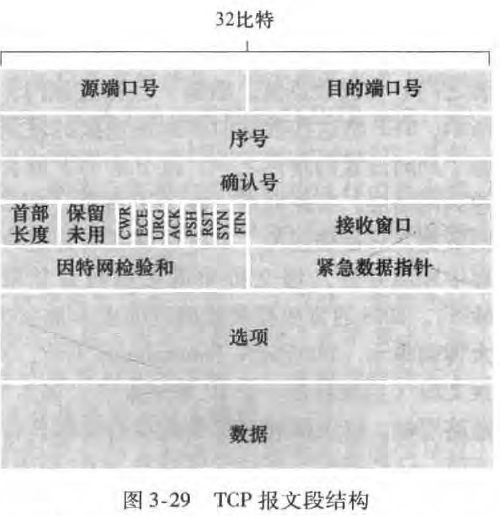 32比特
源端口号 目的端口号
序号
确认号
首部 保留 CWR ECE URG ACK PSH RST SYN FIN 接收窗口
长度 未用
因特网检验和 紧急数据指针
选项
数据
图 3-29 TCP 报文段结构